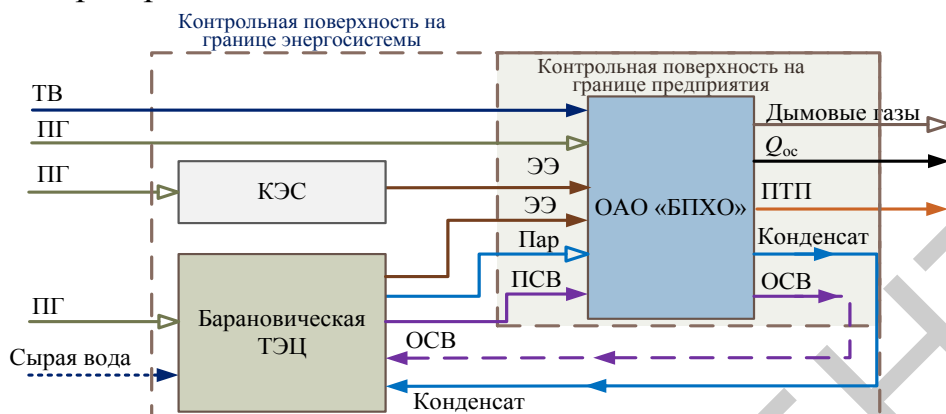 Контрольная поверхность на
границе энергосистемы
Контрольная поверхность на
границе предприятия
ТВ
ПГ
ПГ
КЭС
ЭЭ
ЭЭ
Пар
ПСВ
ОАО «БПХО»
Дымовые газы
Qос
ПТП
Конденсат
ОСВ
ПГ
Барановическая
ТЭЦ
ОСВ
Сырая вода
Конденсат